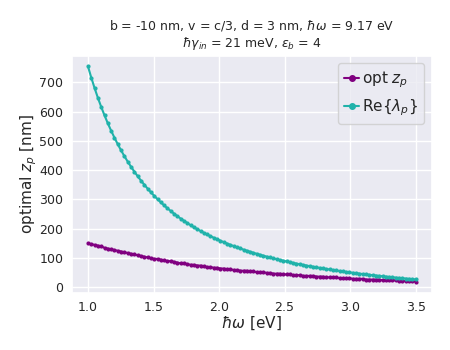 b = -10 nm, v = c/3, d = 3 nm, ℏω = 9.17 eV
ℏγ_in = 21 meV, ε_b = 4
opt z_p
Re{λ_p}
optimal z_p [nm]
700
600
500
400
300
200
100
0
1.0 1.5 2.0 2.5 3.0 3.5
ℏω [eV]